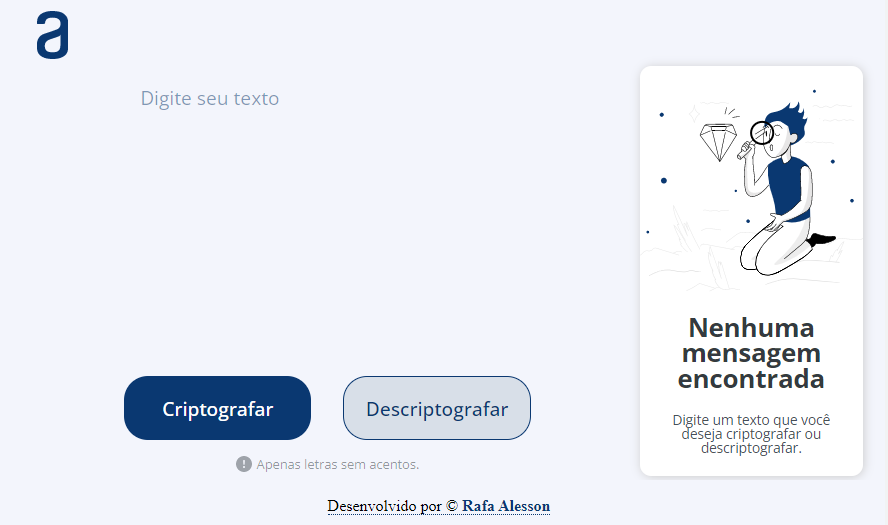 a
Digite seu texto
Nenhuma
mensagem
encontrada
Digite um texto que você
deseja criptografar ou
descriptografar.
Criptografar
Descriptografar
! Apenas letras sem acentos.
Desenvolvido por © Rafa Alesson